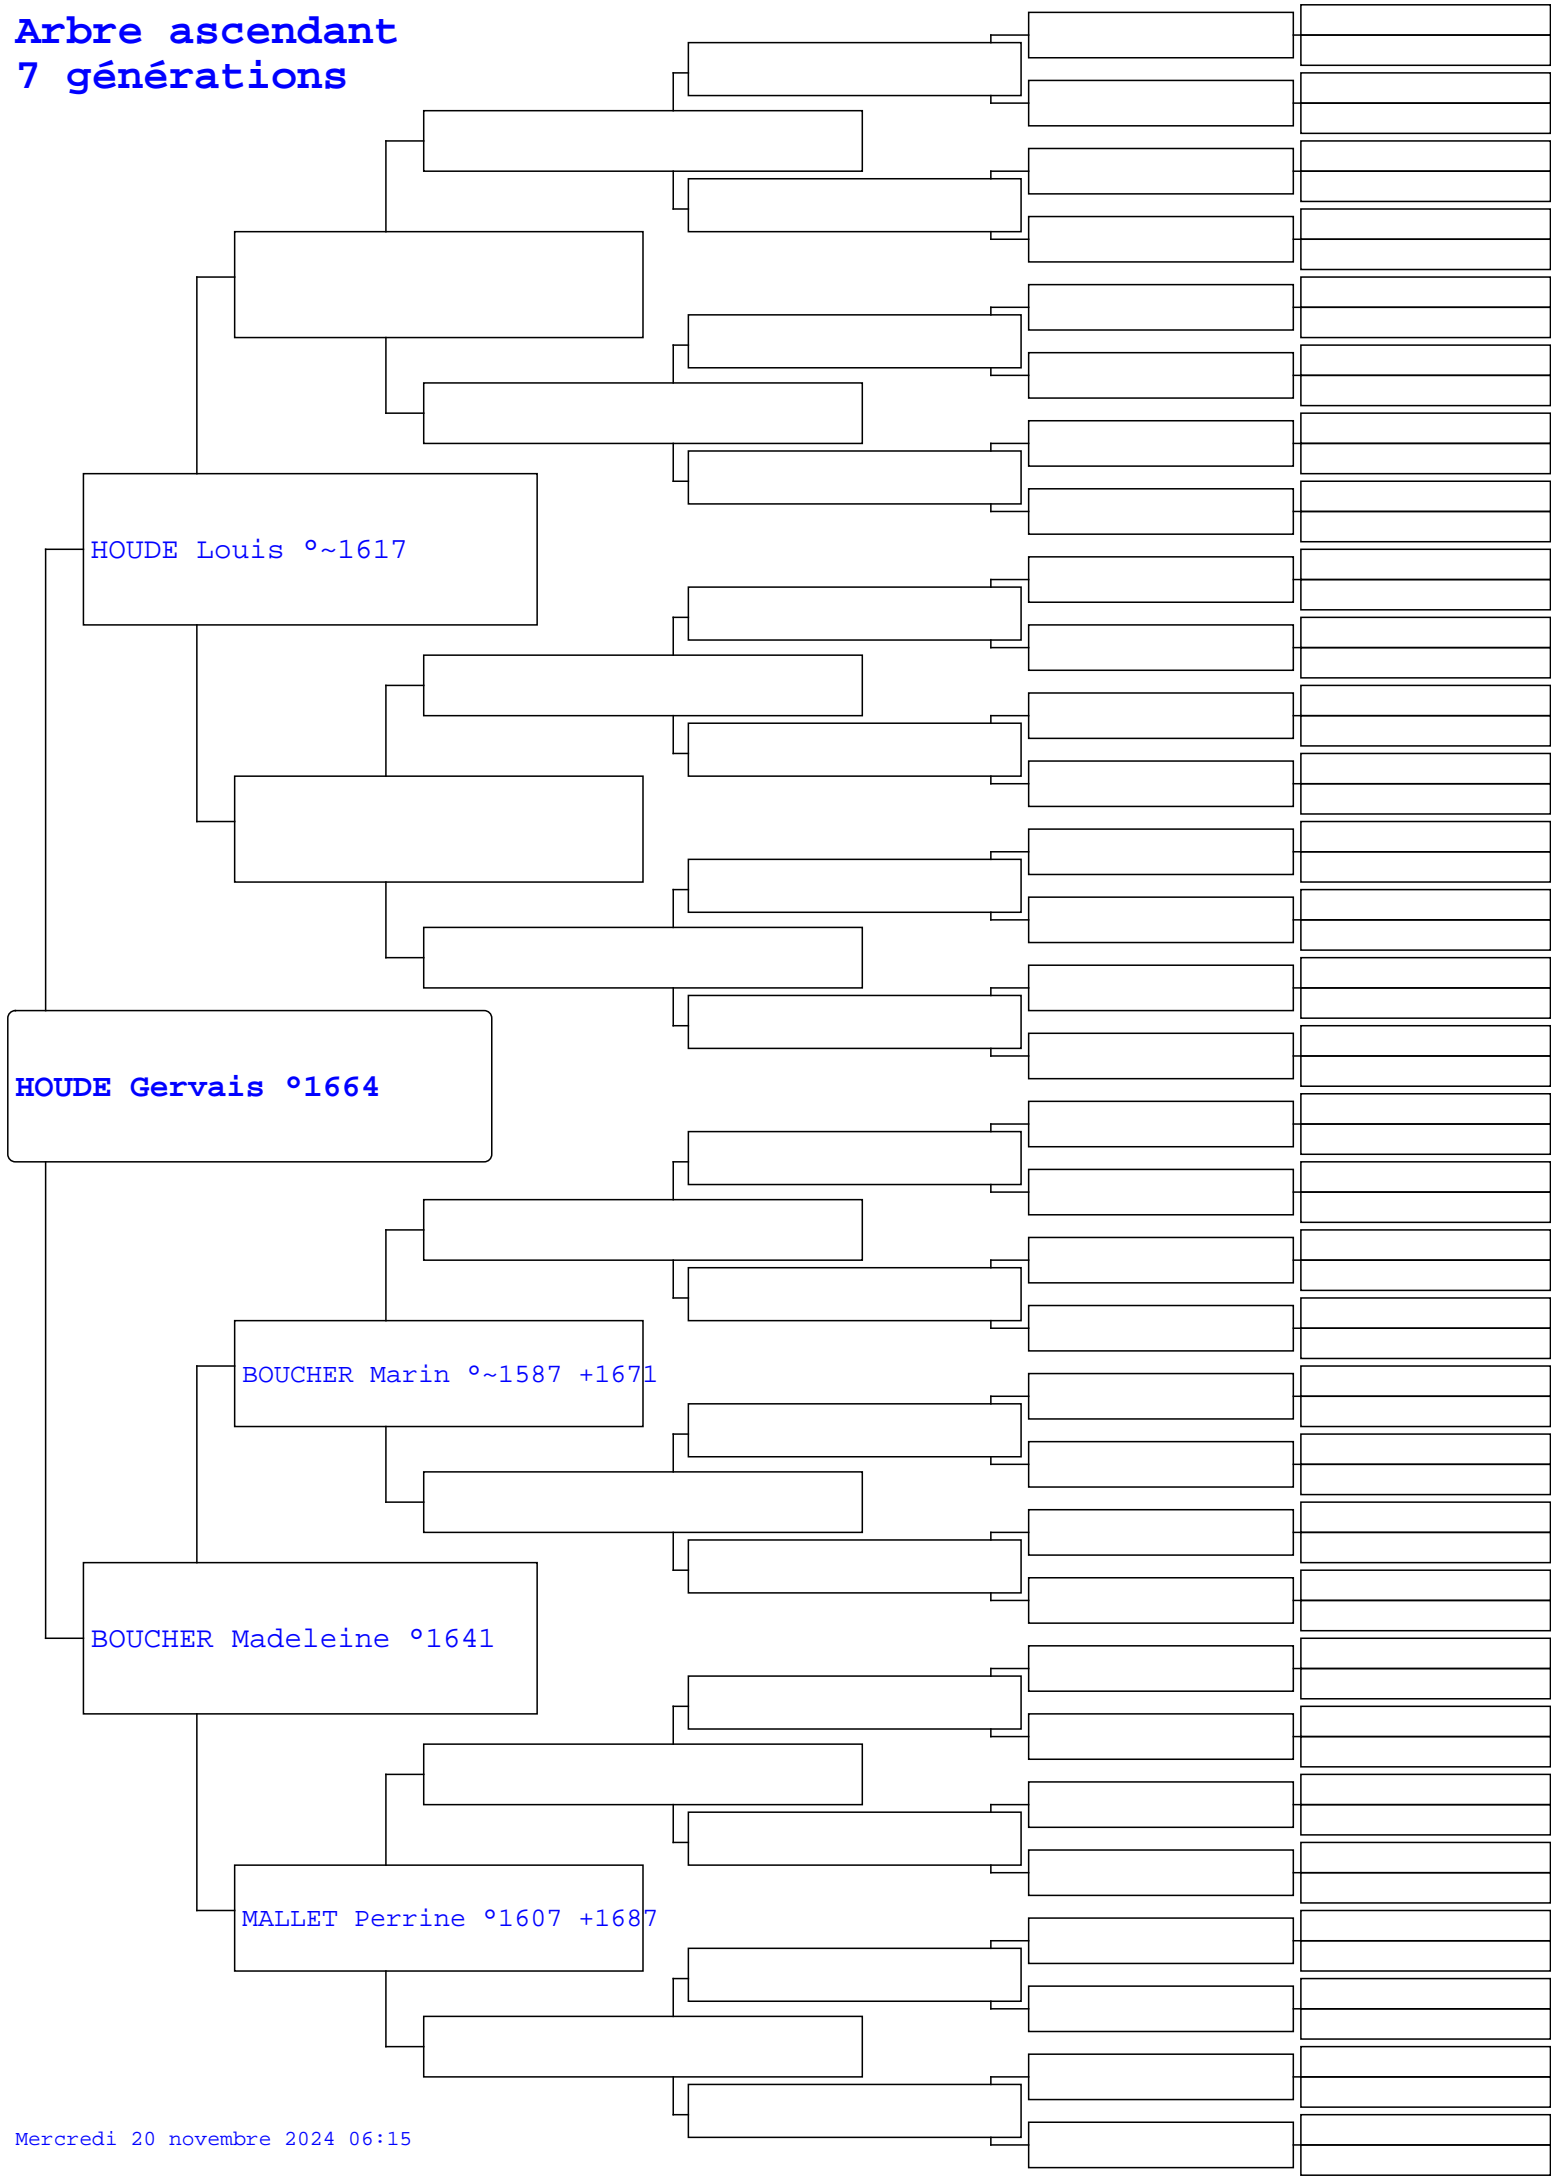 Arbre ascendant
7 générations
HOUDE Louis °~1617
HOUDE Gervais °1664
BOUCHER Marin °~1587 +1671
BOUCHER Madeleine °1641
MALLET Perrine °1607 +1687
Mercredi 20 novembre 2024 06:15